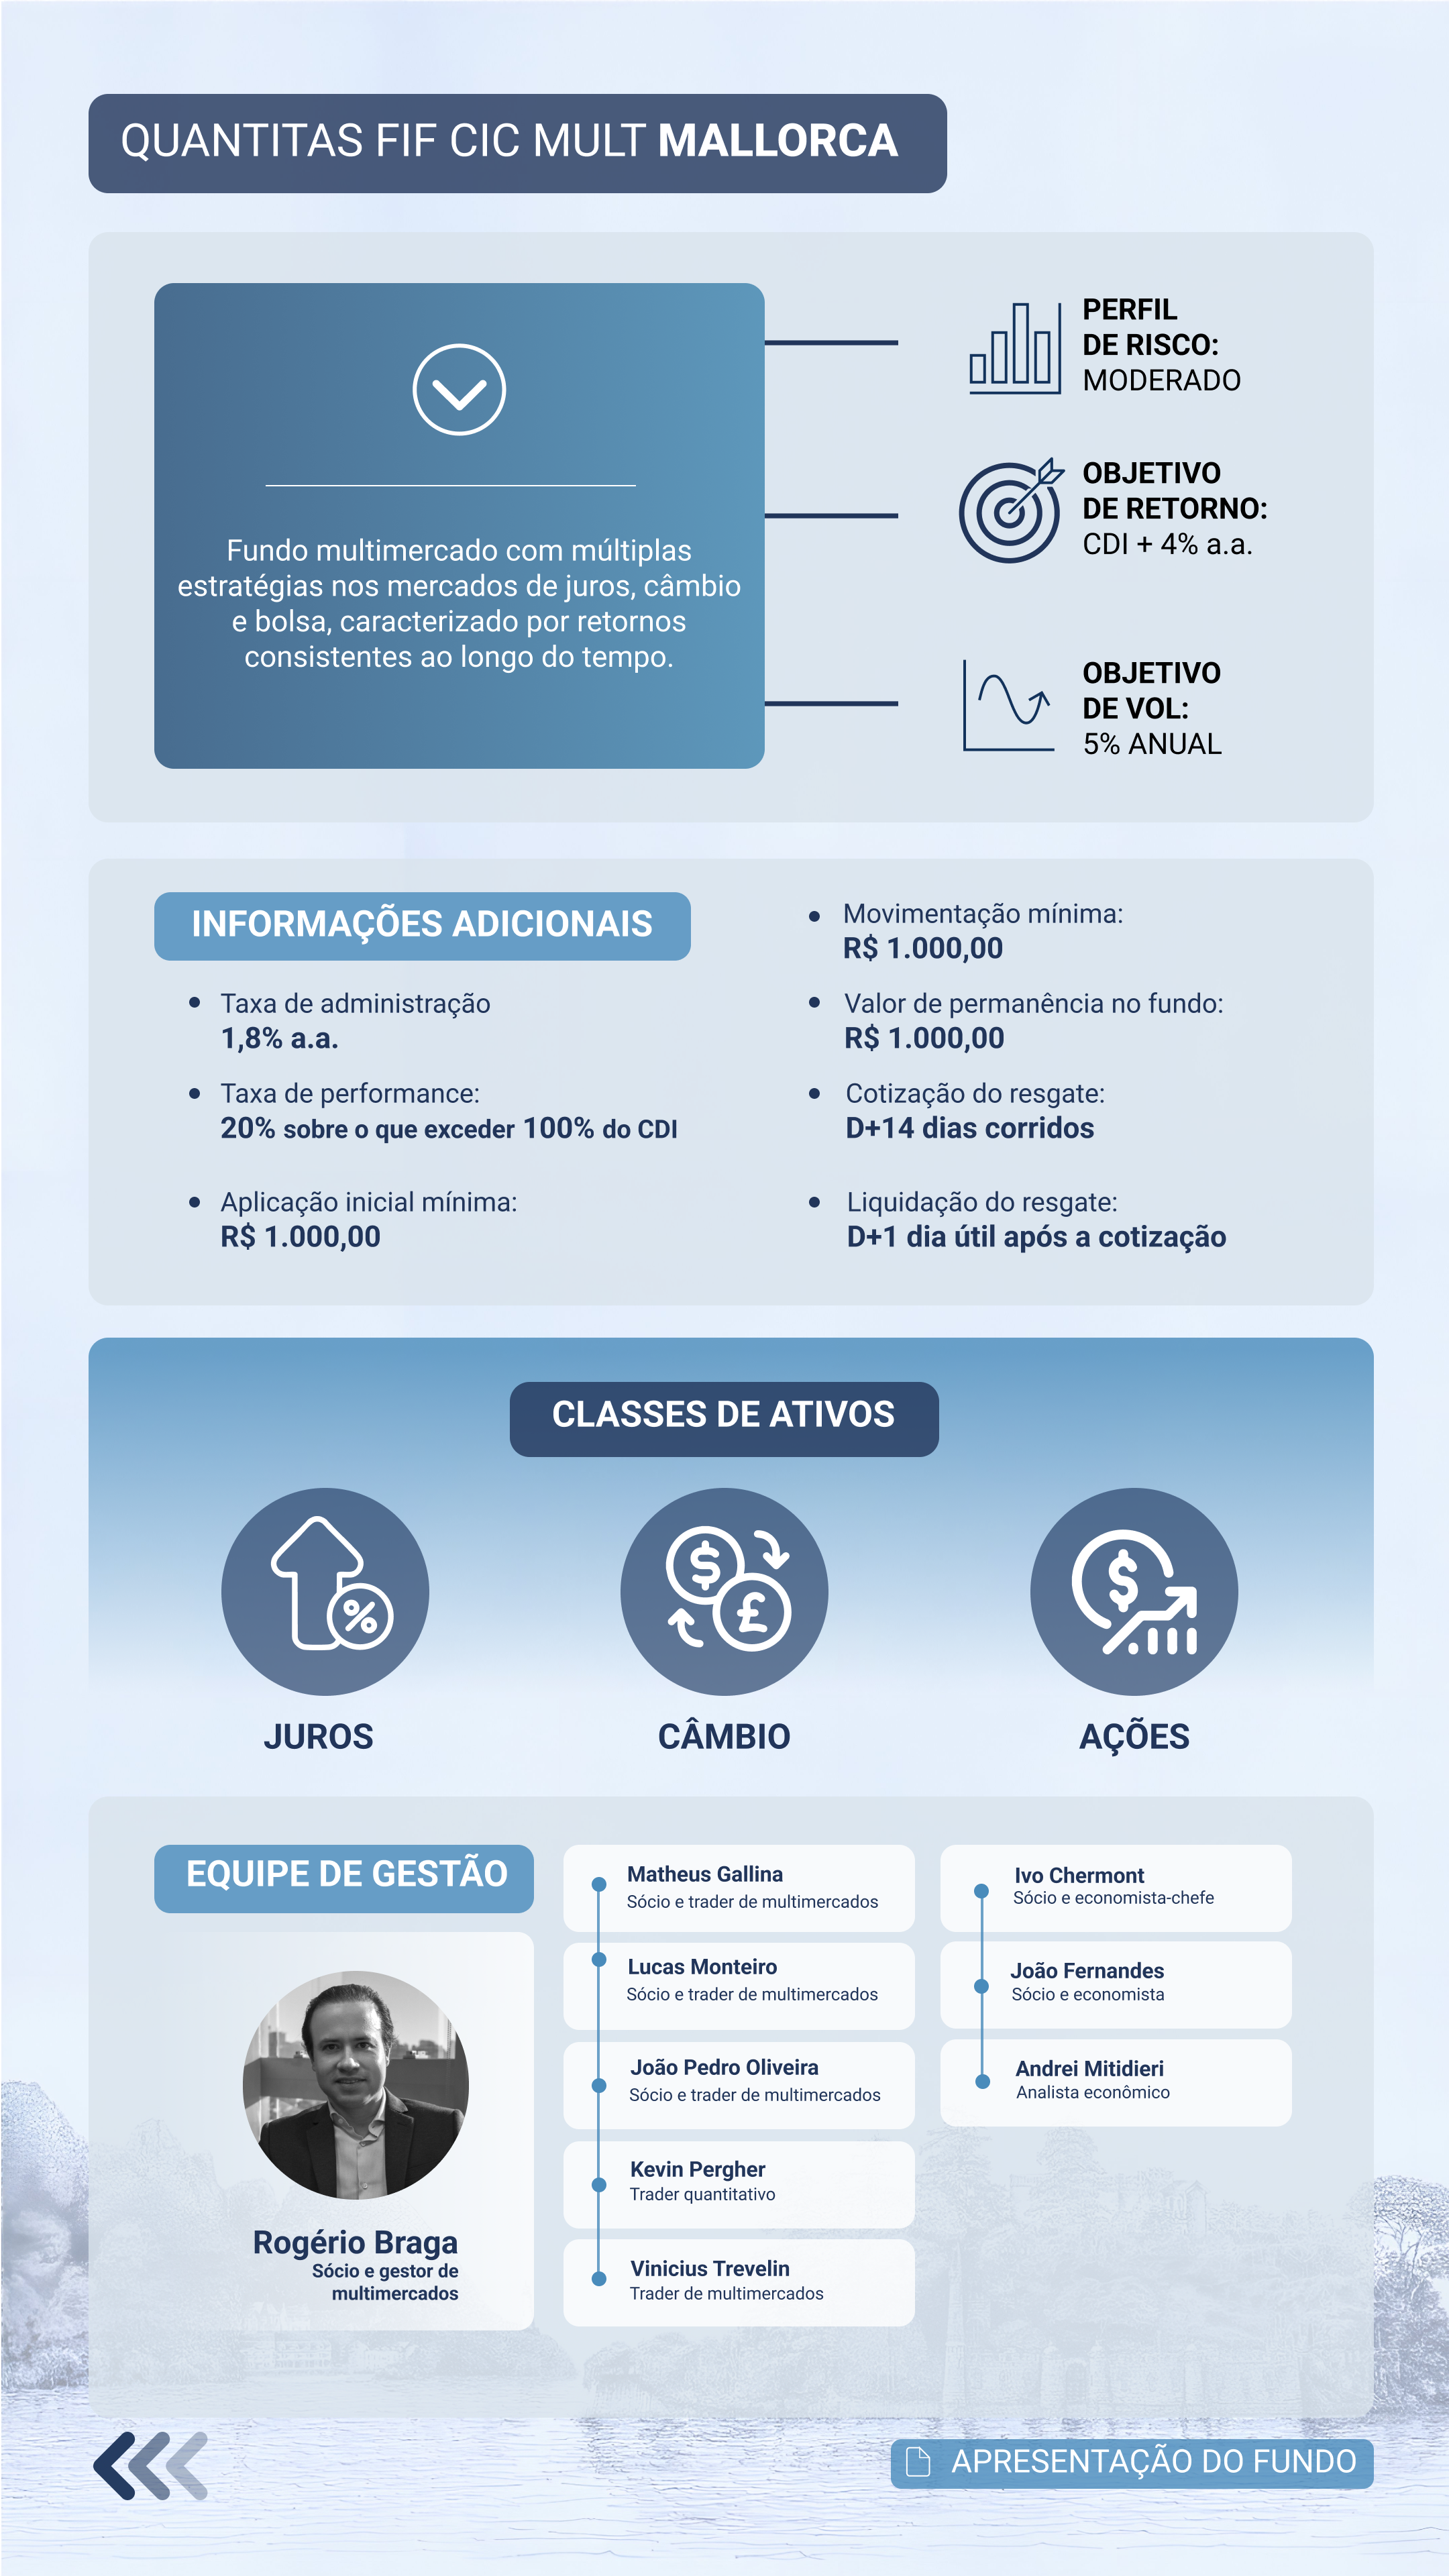 QUANTITAS FIF CIC MULT MALLORCA
Fundo multimercado com múltiplas
estratégias nos mercados de juros, câmbio
e bolsa, caracterizado por retornos
consistentes ao longo do tempo.
PERFIL
DE RISCO:
MODERADO
OBJETIVO
DE RETORNO:
CDI + 4% a.a.
OBJETIVO
DE VOL:
5% ANUAL
INFORMAÇÕES ADICIONAIS
Taxa de administração
1,8% a.a.
Taxa de performance:
20% sobre o que exceder 100% do CDI
Aplicação inicial mínima:
R$ 1.000,00
Movimentação mínima:
R$ 1.000,00
Valor de permanência no fundo:
R$ 1.000,00
Cotização do resgate:
D+14 dias corridos
Liquidação do resgate:
D+1 dia útil após a cotização
CLASSES DE ATIVOS
JUROS
CÂMBIO
AÇÕES
EQUIPE DE GESTÃO
Rogério Braga
Sócio e gestor de
multimercados
Matheus Gallina
Sócio e trader de multimercados
Lucas Monteiro
Sócio e trader de multimercados
João Pedro Oliveira
Sócio e trader de multimercados
Kevin Pergher
Trader quantitativo
Vinicius Trevelin
Trader de multimercados
Ivo Chermont
Sócio e economista-chefe
João Fernandes
Sócio e economista
Andrei Mitidieri
Analista econômico
APRESENTAÇÃO DO FUNDO